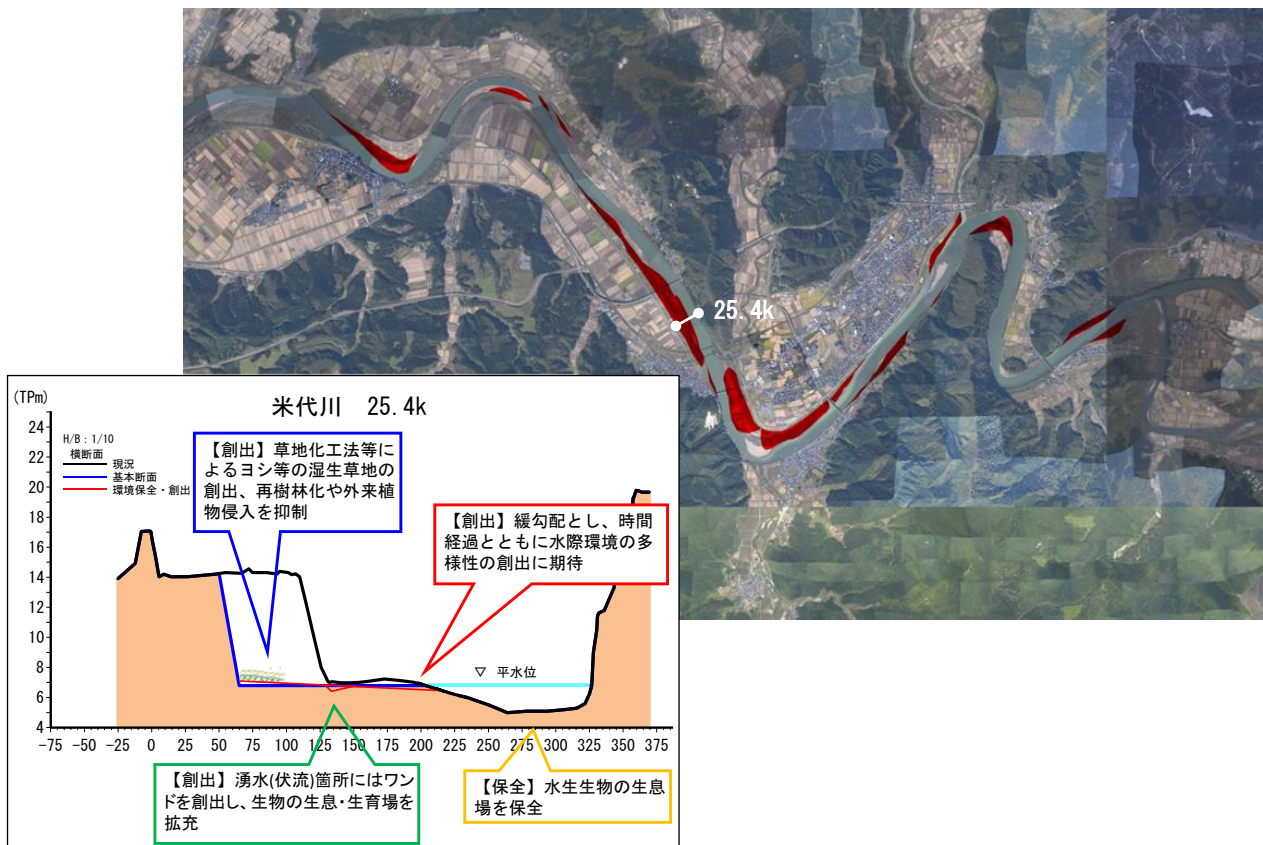 25.4k
(TPm)
米代川 25.4k
H/B：1/10
横断面
現況
基本断面
環境保全・創出
【創出】草地化工法等に
よるヨシ等の湿生草地の
創出、再樹林化や外来植
物侵入を抑制
【創出】緩勾配とし、時間
経過とともに水際環境の多
様性の創出に期待
▽ 平水位
24
24
22
20
18
16
14
12
10
8
6
4
-75 -50 -25 0 25 50 75 100 125 150 175 200 225 250 275 300 325 350 375
【創出】湧水(伏流)箇所にはワン
ドを創出し、生物の生息・生育場を
拡充
【保全】水生生物の生息
場を保全